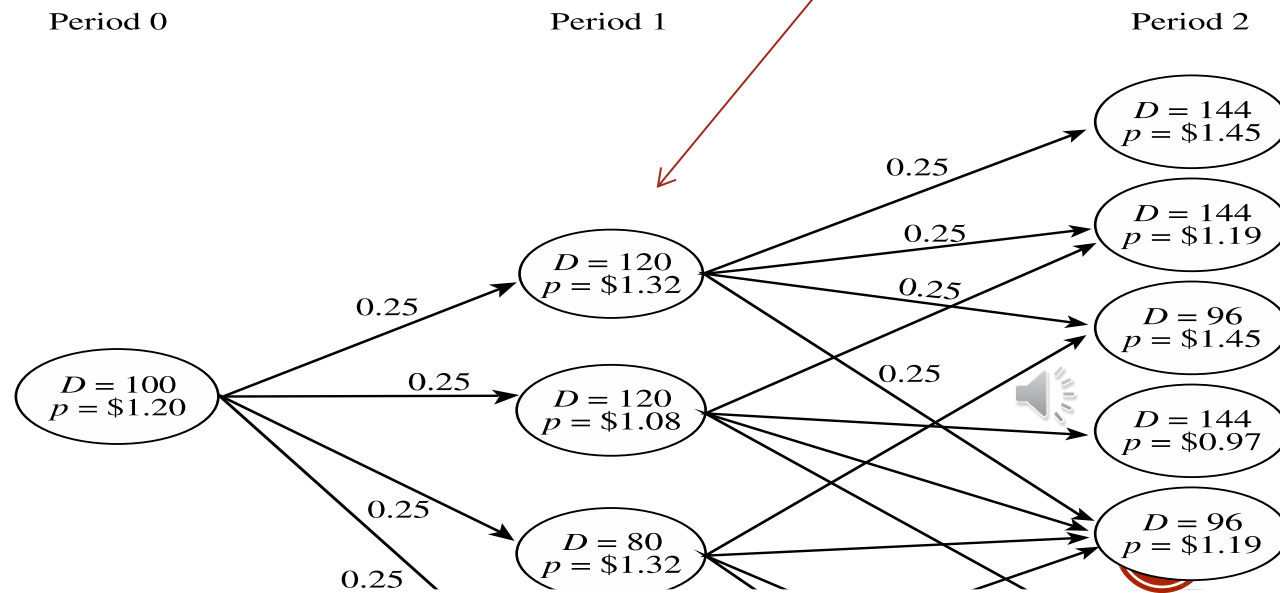 Period 0
Period 1
Period 2
D = 144
p = $1.45
0.25
D = 144
p = $1.19
0.25
D = 120
p = $1.32
0.25
0.25
D = 96
p = $1.45
0.25
D = 100
p = $1.20
0.25
D = 120
p = $1.08
D = 144
p = $0.97
0.25
D = 80
p = $1.32
D = 96
p = $1.19
0.25